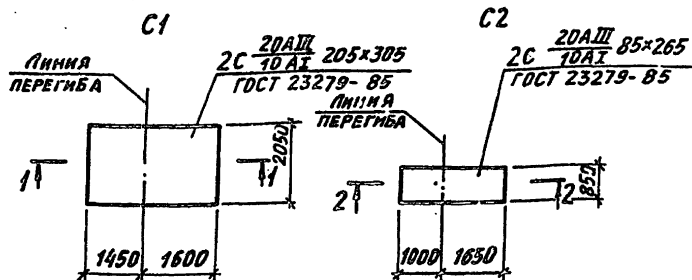 С1
Линия
ПЕРЕГИБА
2С 20АIII/10АI 205×305
ГОСТ 23279-85
2050
1
1
1450
1600
С2
2С 20АIII/10АI 85×265
ГОСТ 23279-85
Линия
ПЕРЕГИБА
850
2
2
1000
1650